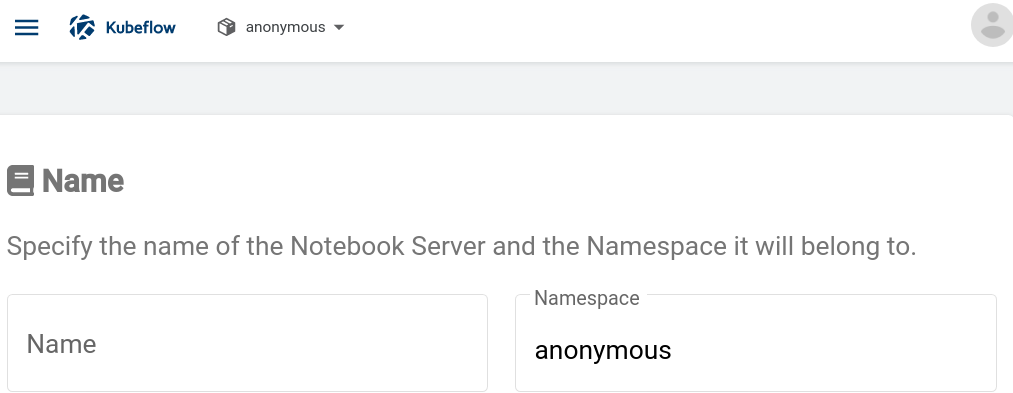 Kubeflow anonymous
Name
Specify the name of the Notebook Server and the Namespace it will belong to.
Name
Namespace
anonymous